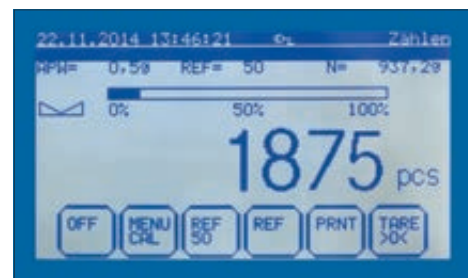 22.11.2014 13:46:21 Zählen
APW= 0,50 REF= 50 N= 937,20
0% 50% 100%
1875 pcs
OFF MENU CAL REF 50 REF PRNT TARE >0<